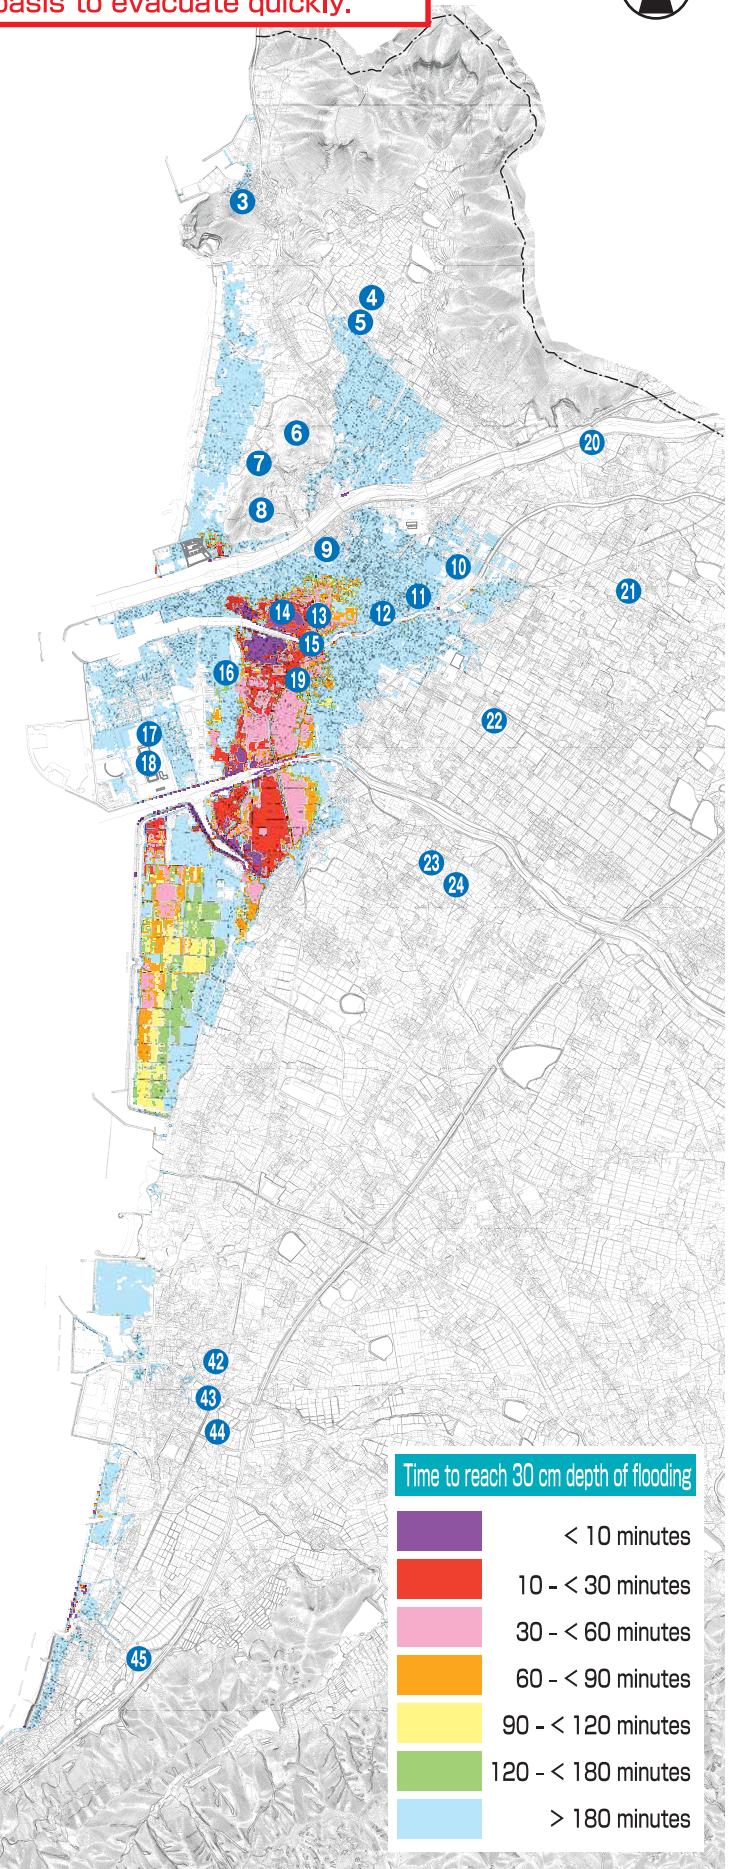 basis to evacuate quickly.
3
4
5
6
20
7
8
9
10
21
11
14
13
12
15
16
19
22
17
18
23
24
42
43
44
45
Time to reach 30 cm depth of flooding
< 10 minutes
10 - < 30 minutes
30 - < 60 minutes
60 - < 90 minutes
90 - < 120 minutes
120 - < 180 minutes
> 180 minutes